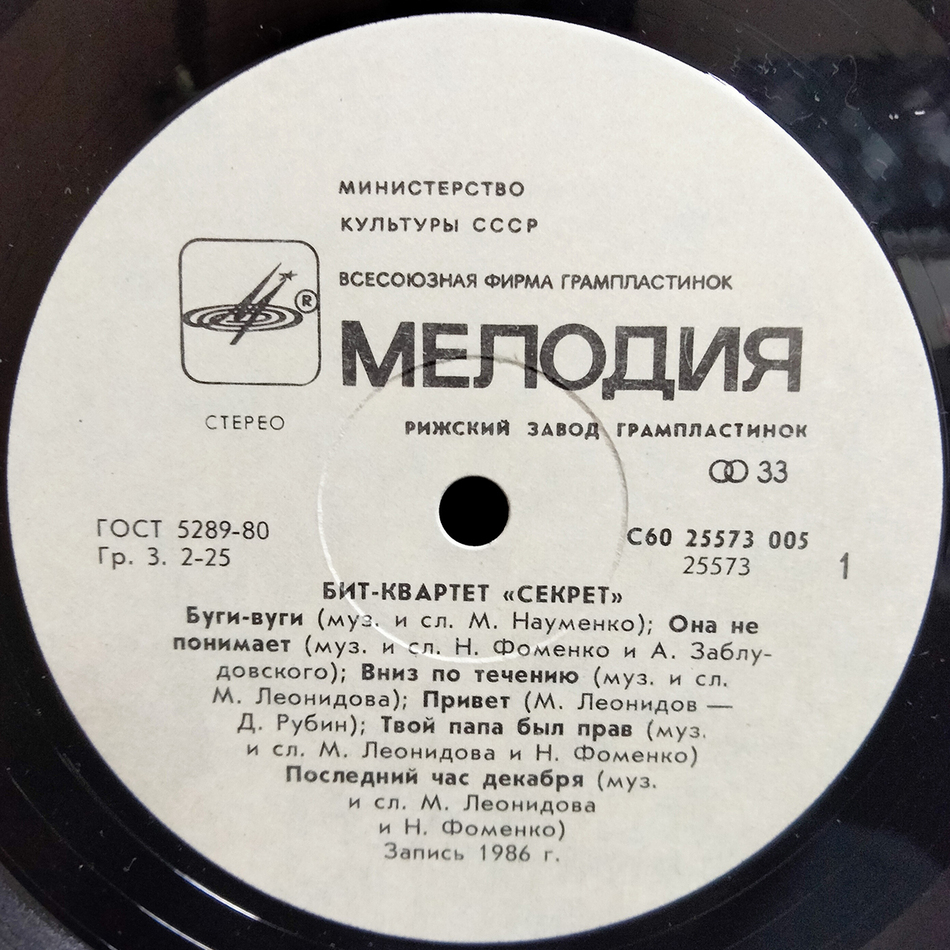 МИНИСТЕРСТВО
КУЛЬТУРЫ СССР
ВСЕСОЮЗНАЯ ФИРМА ГРАМПЛАСТИНОК
®
МЕЛОДИЯ
СТЕРЕО
РИЖСКИЙ ЗАВОД ГРАМПЛАСТИНОК
33
ГОСТ 5289-80
Гр. 3. 2-25
С60 25573 005
25573
1
БИТ-КВАРТЕТ «СЕКРЕТ»
Буги-вуги (муз. и сл. М. Науменко); Она не
понимает (муз. и сл. Н. Фоменко и А. Заблу-
довского); Вниз по течению (муз. и сл.
М. Леонидова); Привет (М. Леонидов —
Д. Рубин); Твой папа был прав (муз.
и сл. М. Леонидова и Н. Фоменко)
Последний час декабря (муз.
и сл. М. Леонидова
и Н. Фоменко)
Запись 1986 г.